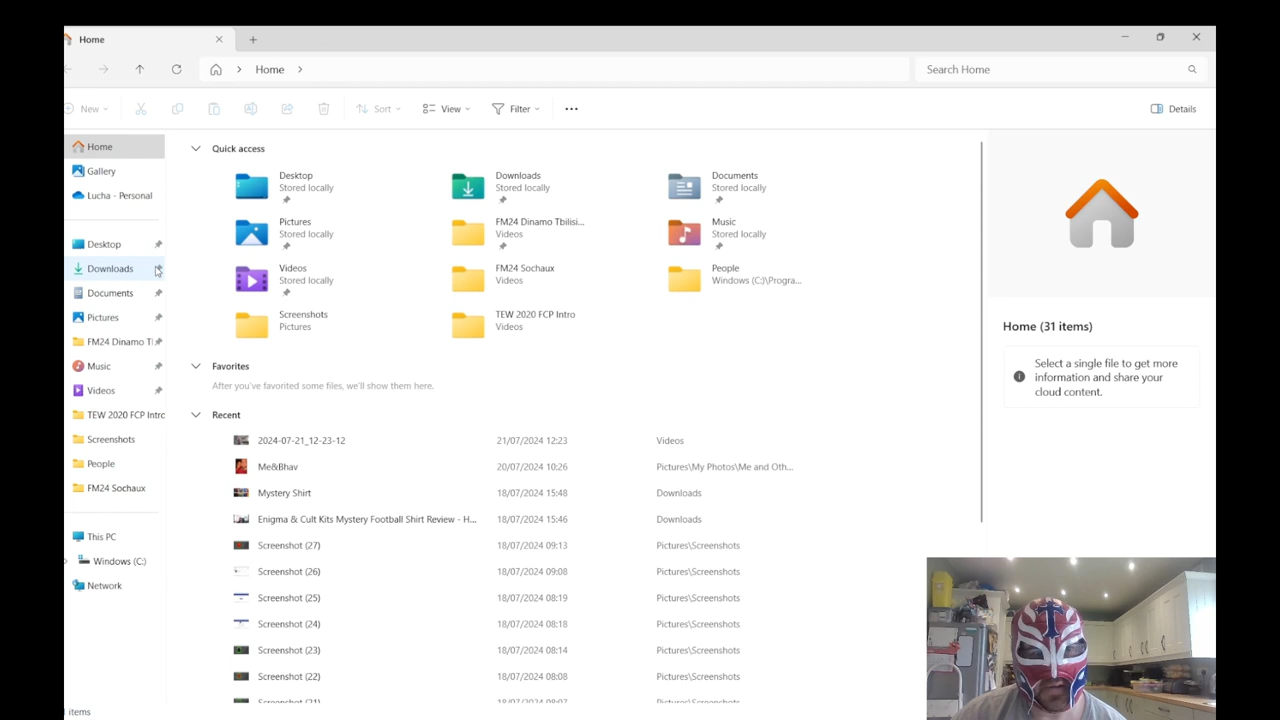 Home
Home
Search Home
New
Sort
View
Filter
Details
Home
Gallery
Lucha - Personal
Desktop
Downloads
Documents
Pictures
FM24 Dinamo T
Music
Videos
TEW 2020 FCP Intro
Screenshots
People
FM24 Sochaux
This PC
Windows (C:)
Network
items
Quick access
Desktop
Stored locally
Downloads
Stored locally
Documents
Stored locally
Pictures
Stored locally
FM24 Dinamo Tbilisi...
Videos
Music
Stored locally
Videos
Stored locally
FM24 Sochaux
Videos
People
Windows (C:)\Progra...
Screenshots
Pictures
TEW 2020 FCP Intro
Videos
Favorites
After you've favorited some files, we'll show them here.
Recent
2024-07-21_12-23-12 21/07/2024 12:23 Videos
Me&Bhav 20/07/2024 10:26 Pictures\My Photos\Me and Oth...
Mystery Shirt 18/07/2024 15:48 Downloads
Enigma & Cult Kits Mystery Football Shirt Review - H... 18/07/2024 15:46 Downloads
Screenshot (27) 18/07/2024 09:13 Pictures\Screenshots
Screenshot (26) 18/07/2024 09:08 Pictures\Screenshots
Screenshot (25) 18/07/2024 08:19 Pictures\Screenshots
Screenshot (24) 18/07/2024 08:18 Pictures\Screenshots
Screenshot (23) 18/07/2024 08:14 Pictures\Screenshots
Screenshot (22) 18/07/2024 08:08 Pictures\Screenshots
Screenshot (21) 18/07/2024 08:07 Pictures\Screenshots
Home (31 items)
Select a single file to get more
information and share your
cloud content.